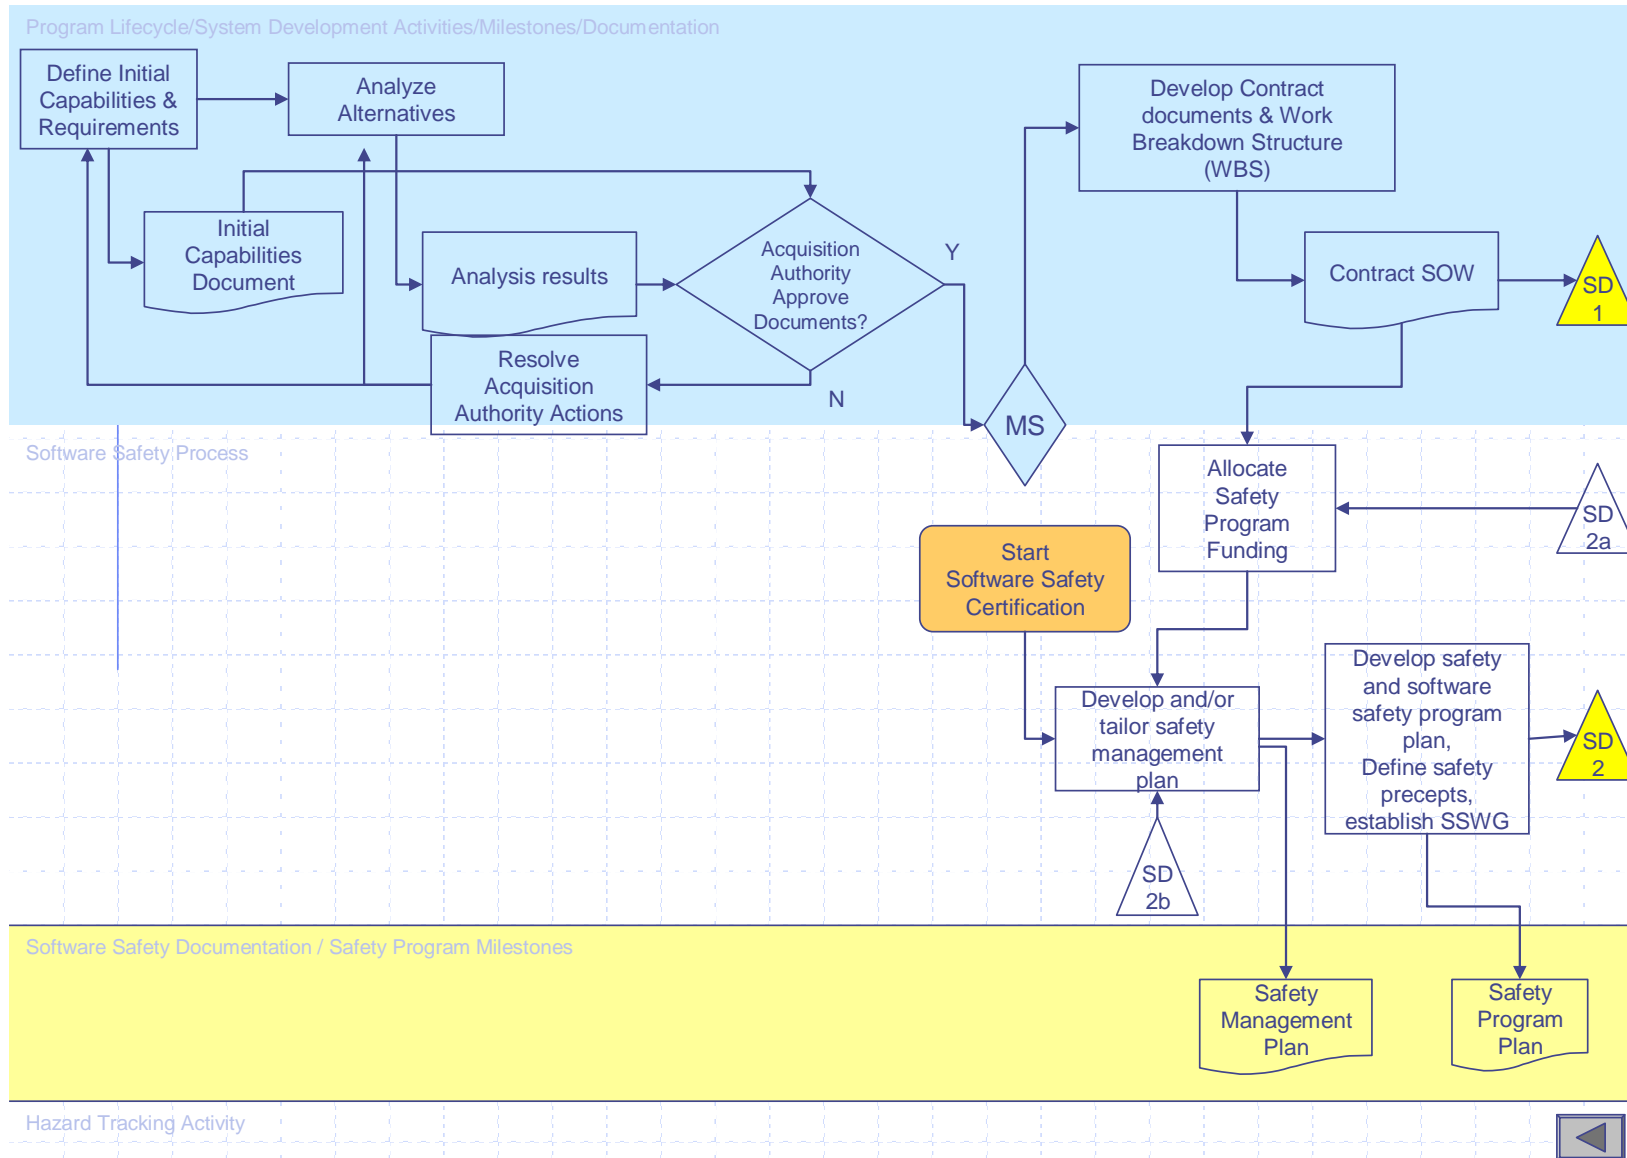 Program Lifecycle/System Development Activities/Milestones/Documentation
Define Initial
Capabilities &
Requirements
Analyze
Alternatives
Develop Contract
documents & Work
Breakdown Structure
(WBS)
Initial
Capabilities
Document
Analysis results
Acquisition
Authority
Approve
Documents?
Y
Contract SOW
SD
1
Resolve
Acquisition
Authority Actions
N
MS
Software Safety Process
Allocate
Safety
Program
Funding
SD
2a
Start
Software Safety
Certification
Develop and/or
tailor safety
management
plan
Develop safety
and software
safety program
plan,
Define safety
precepts,
establish SSWG
SD
2
SD
2b
Software Safety Documentation / Safety Program Milestones
Safety
Management
Plan
Safety
Program
Plan
Hazard Tracking Activity